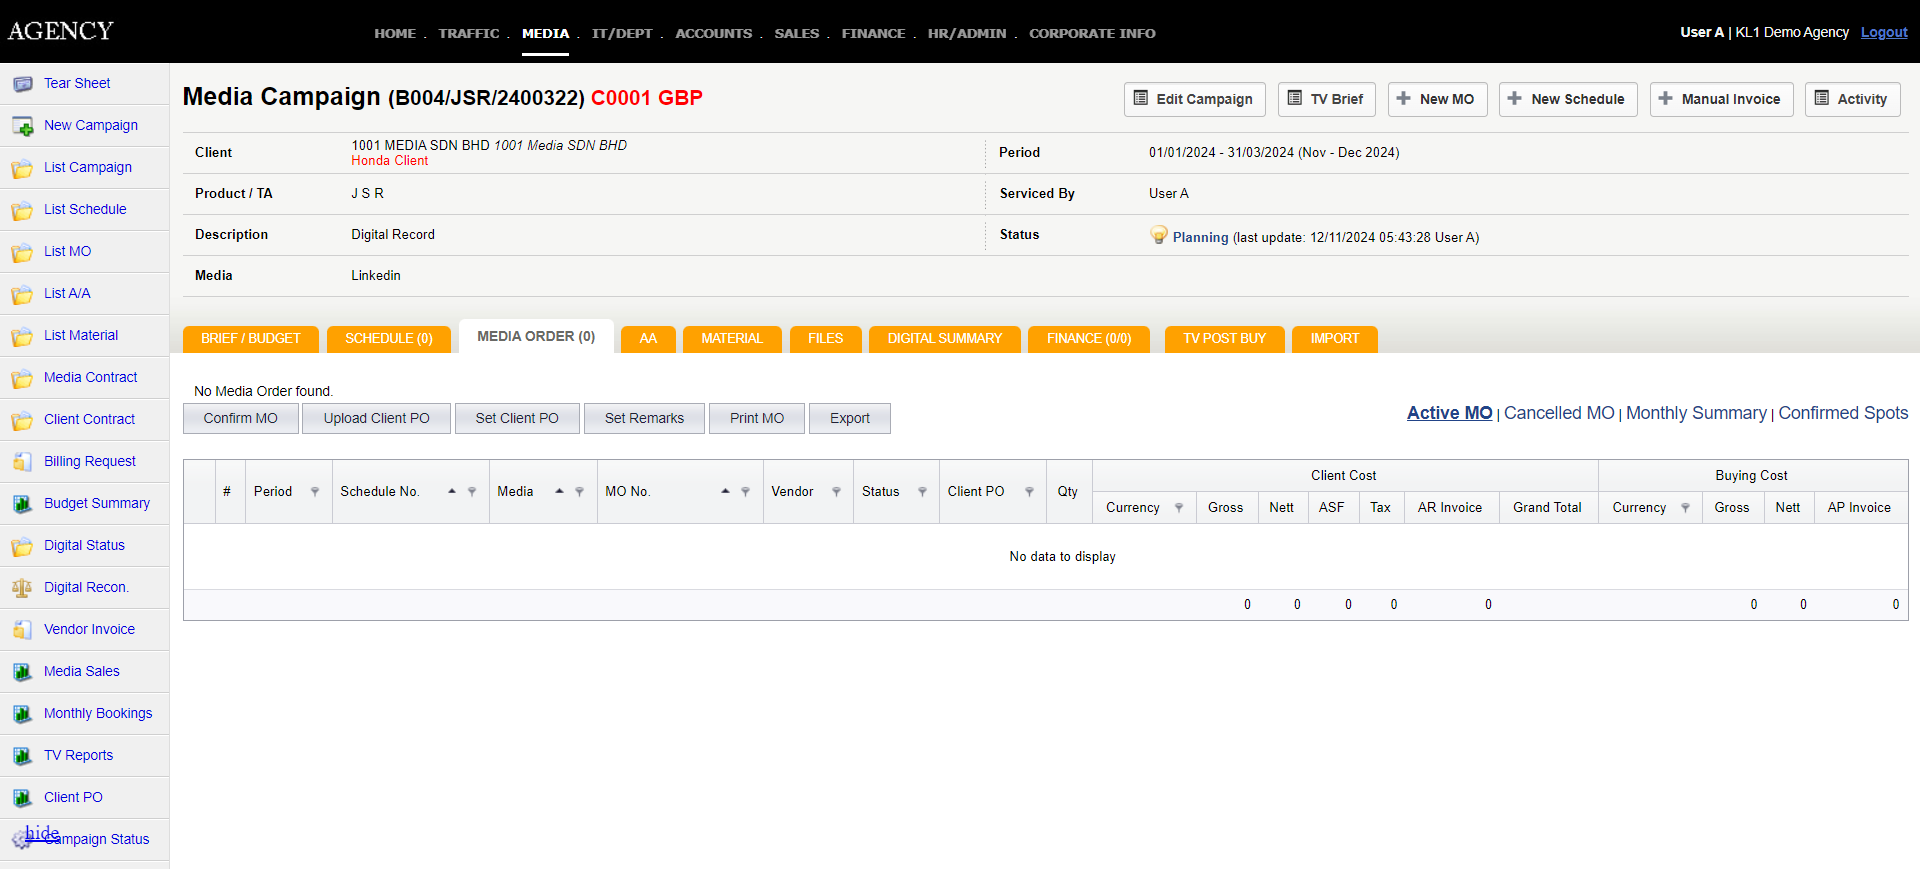 AGENCY
HOME . TRAFFIC . MEDIA . IT/DEPT . ACCOUNTS . SALES . FINANCE . HR/ADMIN . CORPORATE INFO
User A | KL1 Demo Agency Logout
Tear Sheet
New Campaign
List Campaign
List Schedule
List MO
List A/A
List Material
Media Contract
Client Contract
Billing Request
Budget Summary
Digital Status
Digital Recon.
Vendor Invoice
Media Sales
Monthly Bookings
TV Reports
Client PO
hide
Campaign Status
Media Campaign (B004/JSR/2400322) C0001 GBP
Edit Campaign
TV Brief
New MO
New Schedule
Manual Invoice
Activity
Client 1001 MEDIA SDN BHD 1001 Media SDN BHD
Honda Client
Period 01/01/2024 - 31/03/2024 (Nov - Dec 2024)
Product / TA J S R
Serviced By User A
Description Digital Record
Status Planning (last update: 12/11/2024 05:43:28 User A)
Media Linkedin
BRIEF / BUDGET SCHEDULE (0) MEDIA ORDER (0) AA MATERIAL FILES DIGITAL SUMMARY FINANCE (0/0) TV POST BUY IMPORT
No Media Order found.
Confirm MO Upload Client PO Set Client PO Set Remarks Print MO Export
Active MO | Cancelled MO | Monthly Summary | Confirmed Spots
# Period Schedule No. Media MO No. Vendor Status Client PO Qty
Client Cost Buying Cost
Currency Gross Nett ASF Tax AR Invoice Grand Total Currency Gross Nett AP Invoice
No data to display
0 0 0 0 0 0 0 0